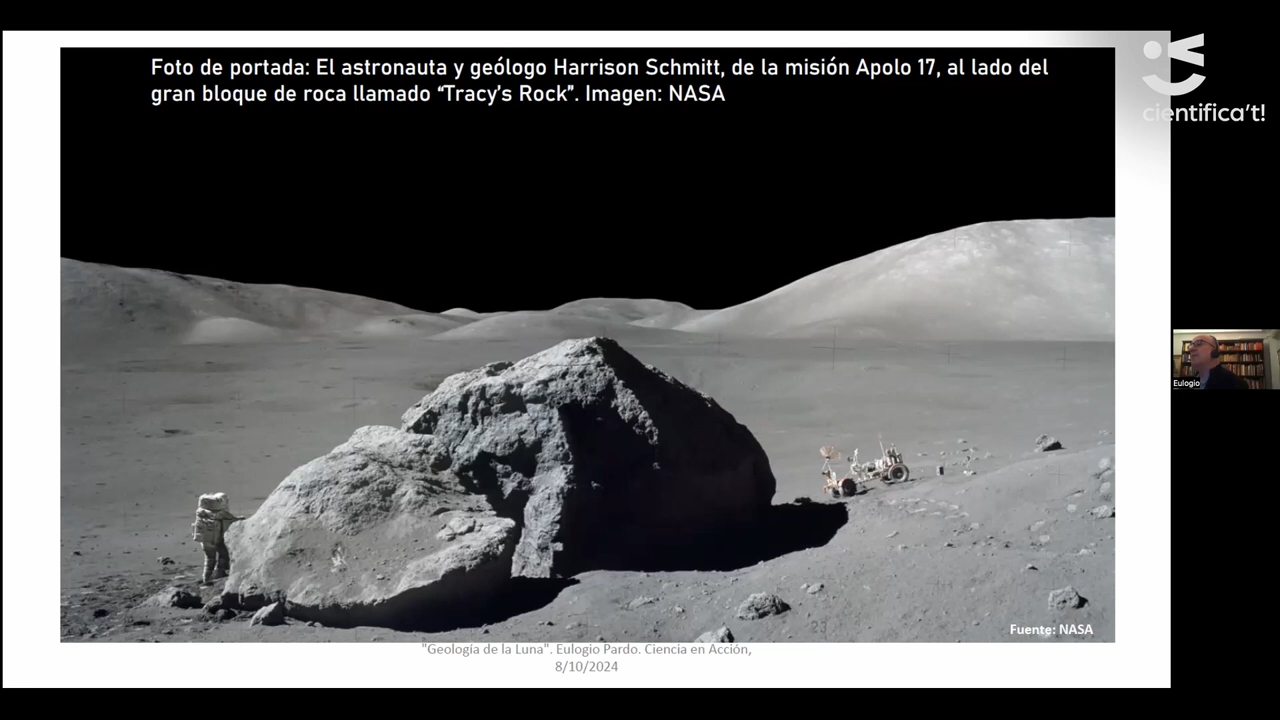 Foto de portada: El astronauta y geólogo Harrison Schmitt, de la misión Apolo 17, al lado del
gran bloque de roca llamado “Tracy’s Rock”. Imagen: NASA
cientifica't!
Eulogio
Fuente: NASA
"Geología de la Luna". Eulogio Pardo. Ciencia en Acción,
8/10/2024